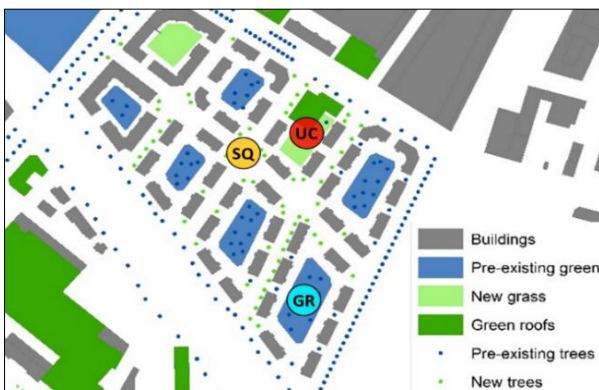 UC
SQ
GR
Buildings
Pre-existing green
New grass
Green roofs
Pre-existing trees
New trees